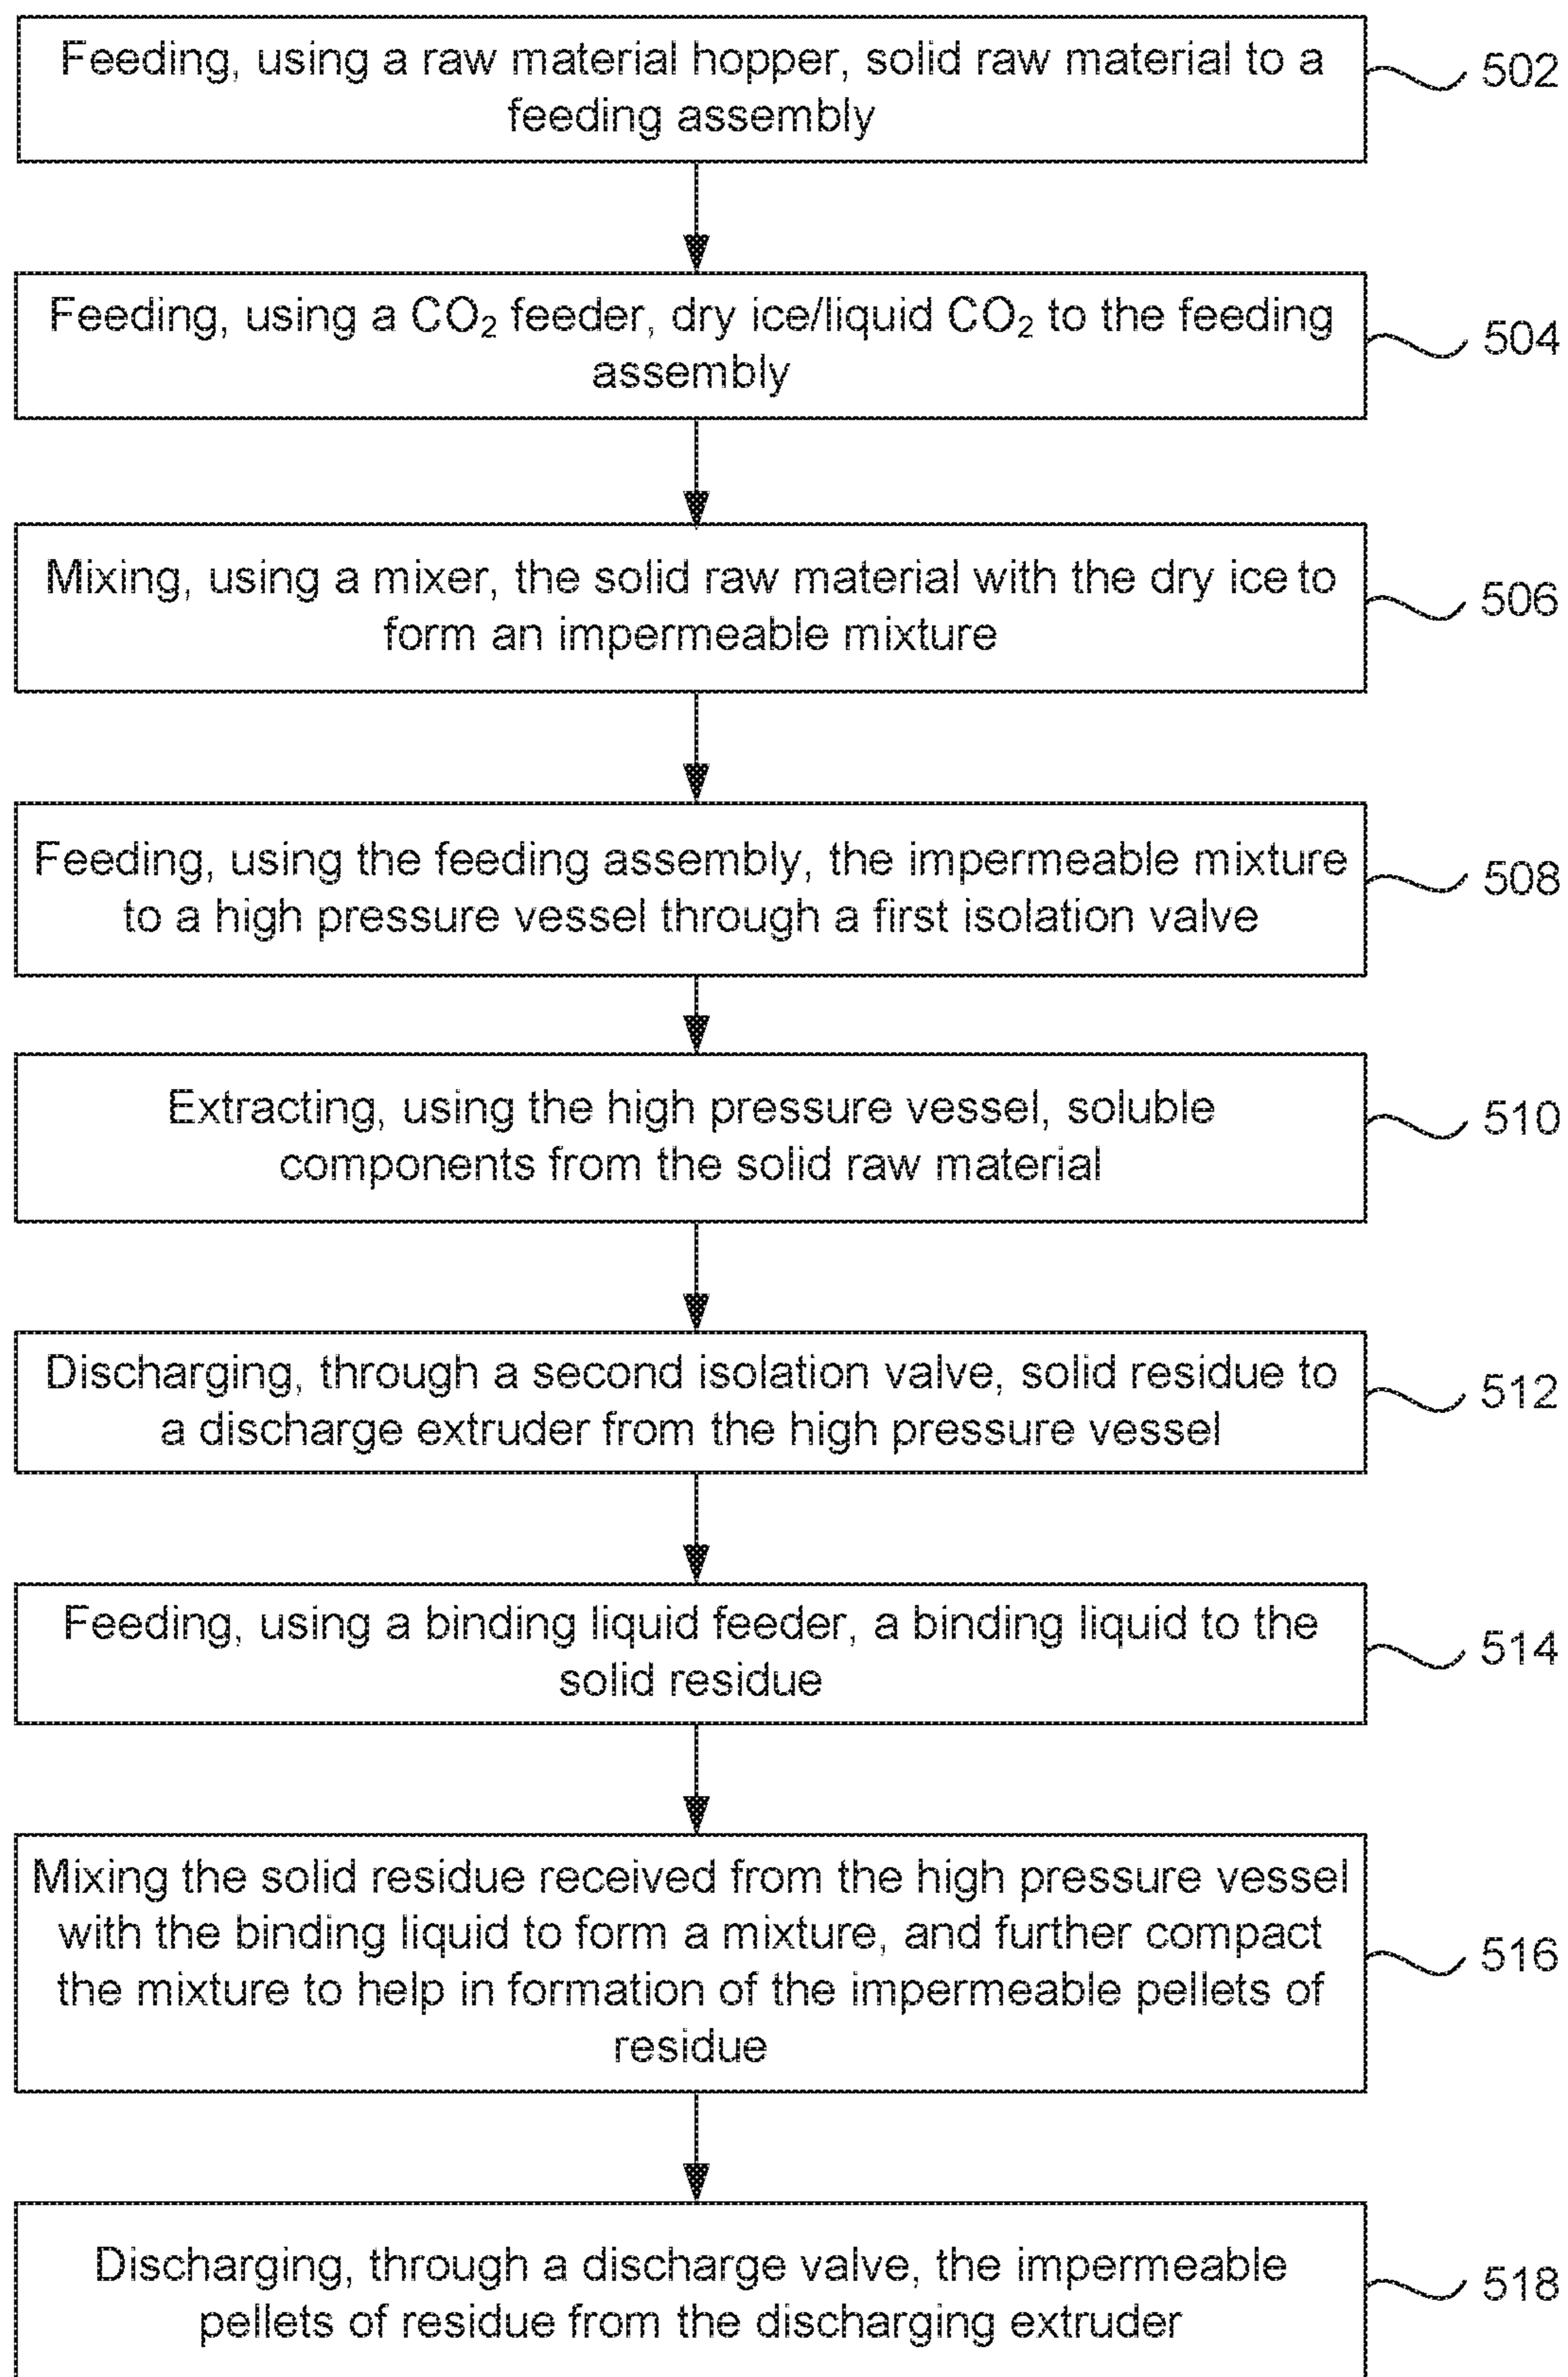 Feeding, using a raw material hopper, solid raw material to a
feeding assembly
502
Feeding, using a CO₂ feeder, dry ice/liquid CO₂ to the feeding
assembly
504
Mixing, using a mixer, the solid raw material with the dry ice to
form an impermeable mixture
506
Feeding, using the feeding assembly, the impermeable mixture
to a high pressure vessel through a first isolation valve
508
Extracting, using the high pressure vessel, soluble
components from the solid raw material
510
Discharging, through a second isolation valve, solid residue to
a discharge extruder from the high pressure vessel
512
Feeding, using a binding liquid feeder, a binding liquid to the
solid residue
514
Mixing the solid residue received from the high pressure vessel
with the binding liquid to form a mixture, and further compact
the mixture to help in formation of the impermeable pellets of
residue
516
Discharging, through a discharge valve, the impermeable
pellets of residue from the discharging extruder
518